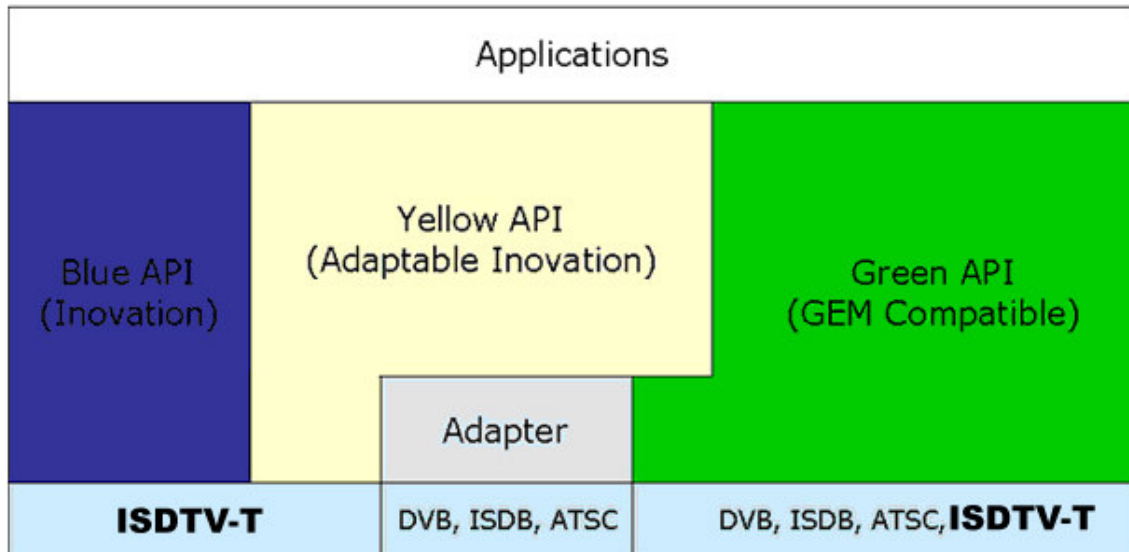 Applications
Yellow API
(Adaptable Inovation)
Blue API
(Inovation)
Green API
(GEM Compatible)
Adapter
ISDTV-T
DVB, ISDB, ATSC
DVB, ISDB, ATSC,ISDTV-T